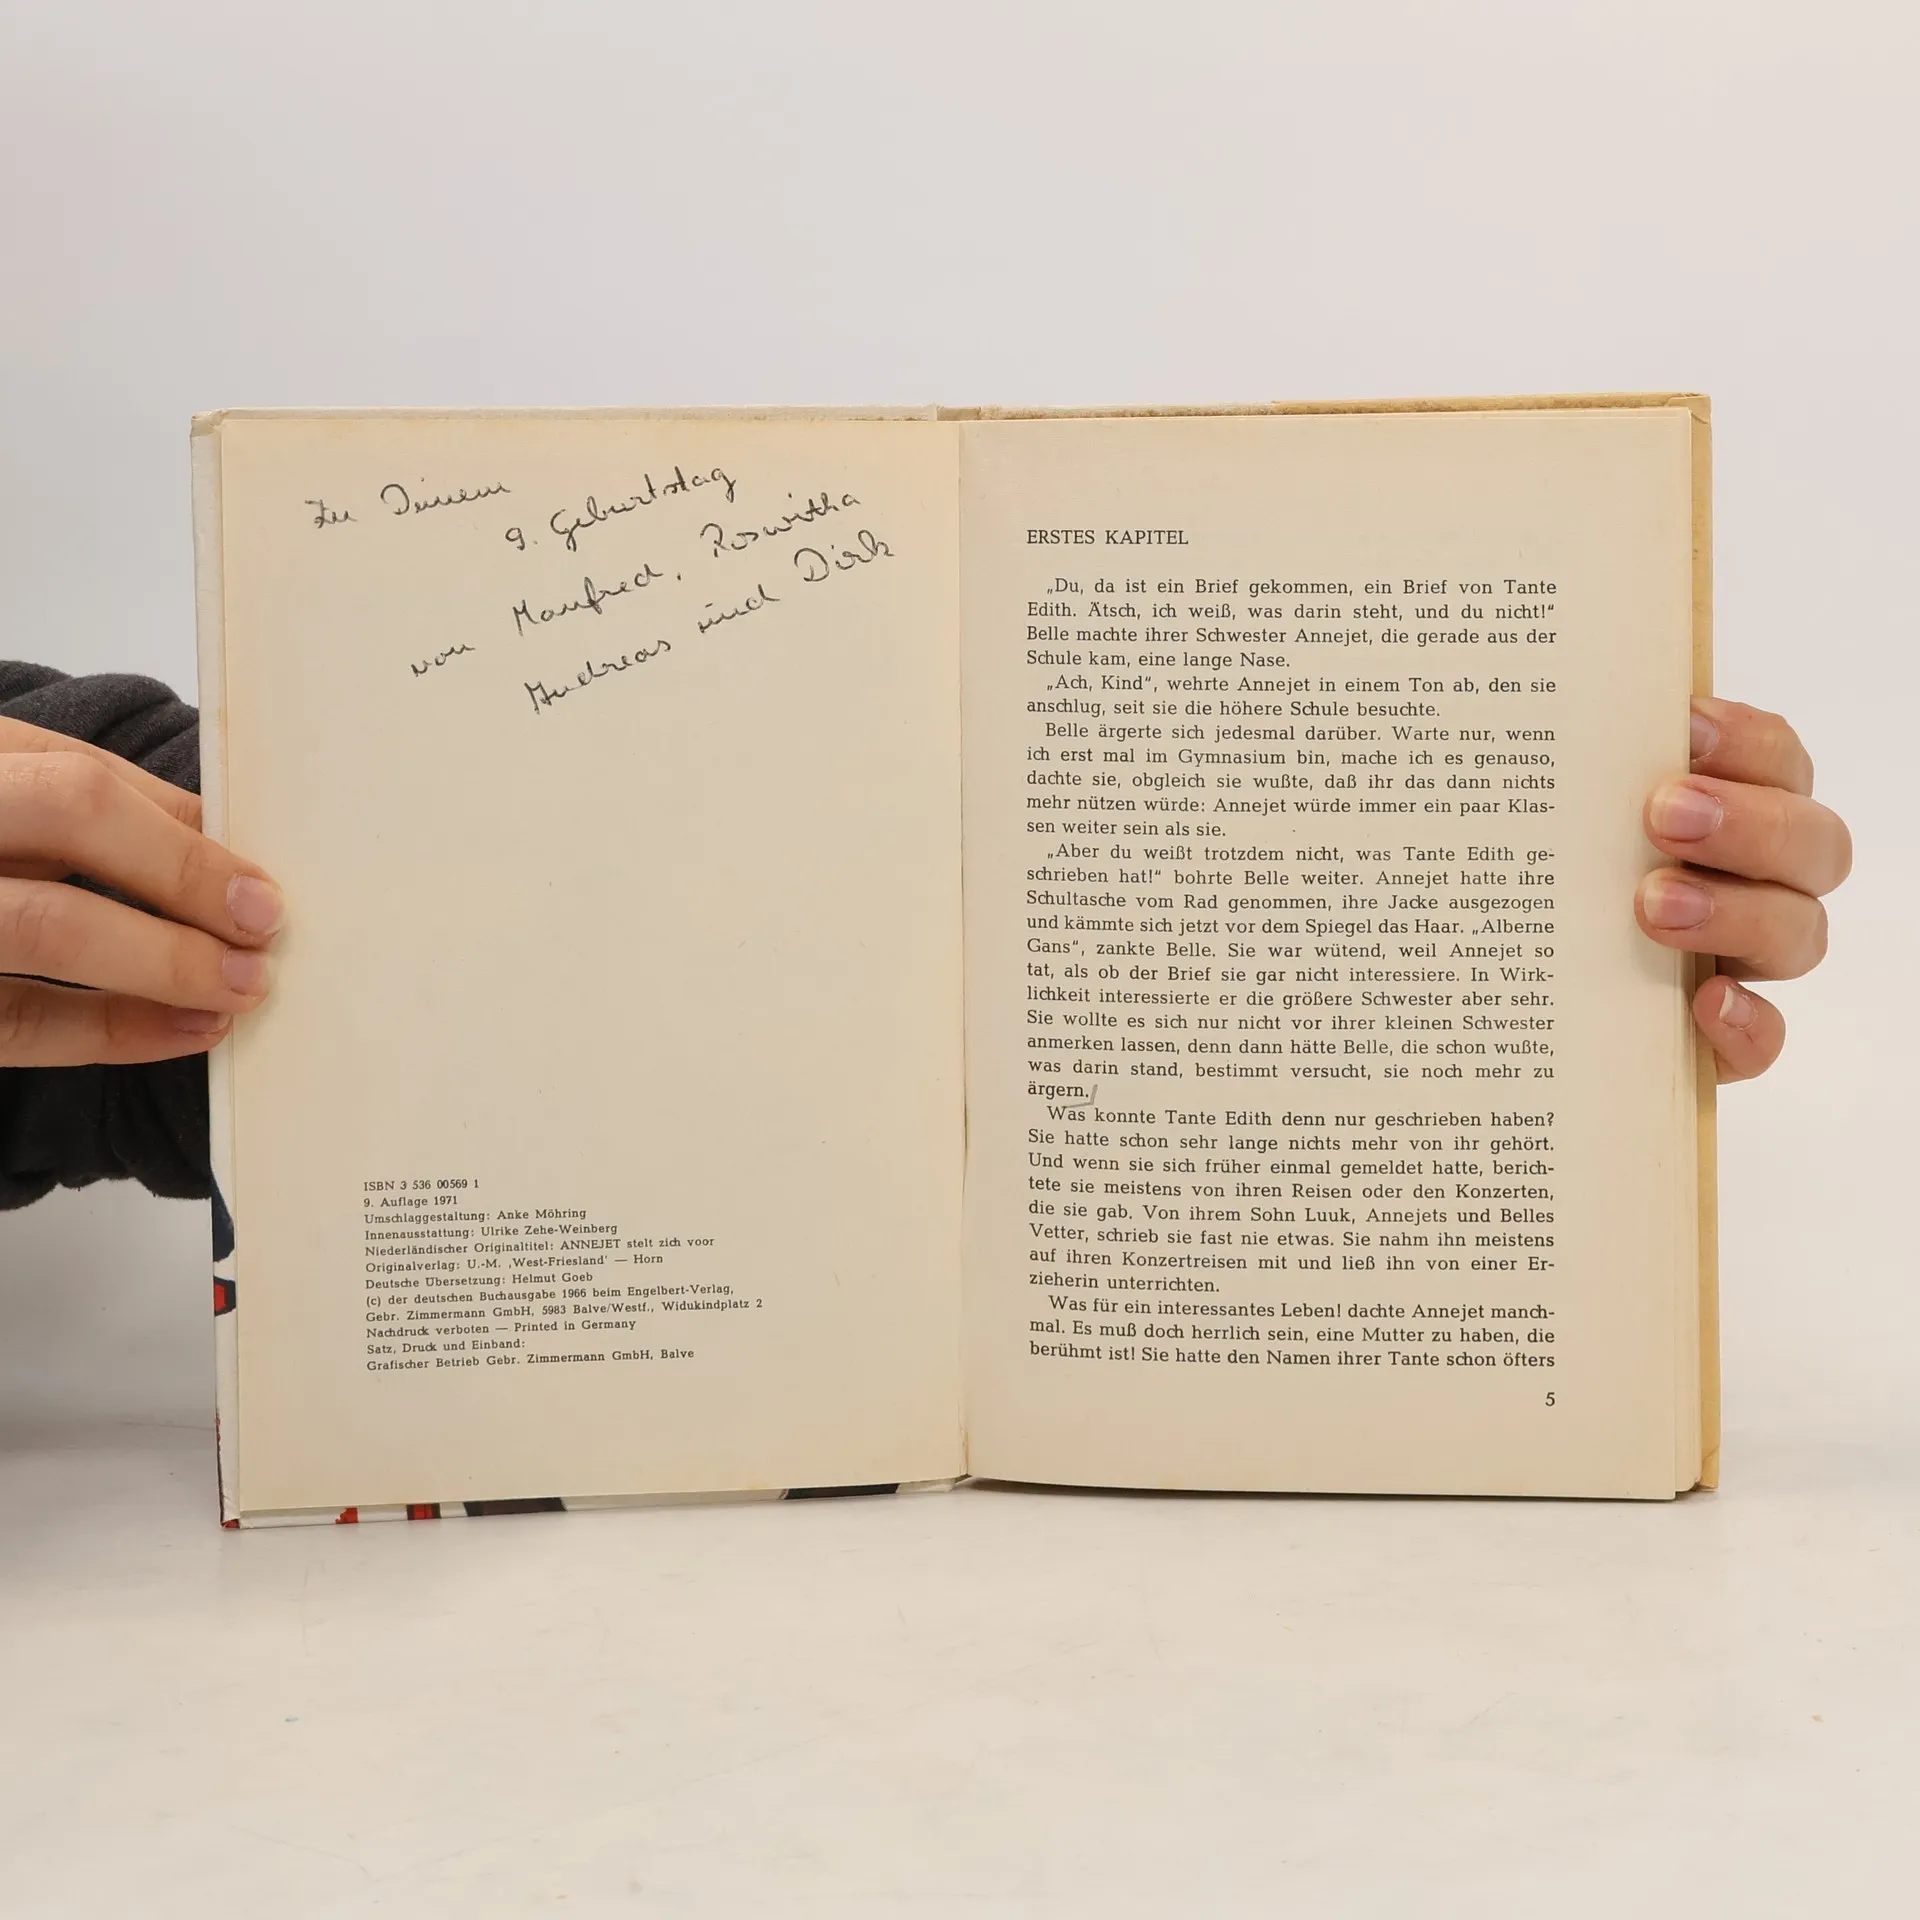 Zu Deinem
9. Geburtstag
von Manfred, Roswitha
Andreas und Dirk
ISBN 3 536 00569 1
9. Auflage 1971
Umschlaggestaltung: Anke Möhring
Innenausstattung: Ulrike Zehe-Weinberg
Niederländischer Originaltitel: ANNEJET stelt zich voor
Originalverlag: U.-M. ‚West-Friesland' — Horn
Deutsche Übersetzung: Helmut Goeb
(c) der deutschen Buchausgabe 1966 beim Engelbert-Verlag,
Gebr. Zimmermann GmbH, 5983 Balve/Westf., Widukindplatz 2
Nachdruck verboten — Printed in Germany
Satz, Druck und Einband:
Grafischer Betrieb Gebr. Zimmermann GmbH, Balve
ERSTES KAPITEL
„Du, da ist ein Brief gekommen, ein Brief von Tante
Edith. Ätsch, ich weiß, was darin steht, und du nicht!“
Belle machte ihrer Schwester Annejet, die gerade aus der
Schule kam, eine lange Nase.
„Ach, Kind“, wehrte Annejet in einem Ton ab, den sie
anschlug, seit sie die höhere Schule besuchte.
Belle ärgerte sich jedesmal darüber. Warte nur, wenn
ich erst mal im Gymnasium bin, mache ich es genauso,
dachte sie, obgleich sie wußte, daß ihr das dann nichts
mehr nützen würde: Annejet würde immer ein paar Klas-
sen weiter sein als sie.
„Aber du weißt trotzdem nicht, was Tante Edith ge-
schrieben hat!“ bohrte Belle weiter. Annejet hatte ihre
Schultasche vom Rad genommen, ihre Jacke ausgezogen
und kämmte sich jetzt vor dem Spiegel das Haar. „Alberne
Gans“, zankte Belle. Sie war wütend, weil Annejet so
tat, als ob der Brief sie gar nicht interessiere. In Wirk-
lichkeit interessierte er die größere Schwester aber sehr.
Sie wollte es sich nur nicht vor ihrer kleinen Schwester
anmerken lassen, denn dann hätte Belle, die schon wußte,
was darin stand, bestimmt versucht, sie noch mehr zu
ärgern.
Was konnte Tante Edith denn nur geschrieben haben?
Sie hatte schon sehr lange nichts mehr von ihr gehört.
Und wenn sie sich früher einmal gemeldet hatte, berich-
tete sie meistens von ihren Reisen oder den Konzerten,
die sie gab. Von ihrem Sohn Luuk, Annejets und Belles
Vetter, schrieb sie fast nie etwas. Sie nahm ihn meistens
auf ihren Konzertreisen mit und ließ ihn von einer Er-
zieherin unterrichten.
Was für ein interessantes Leben! dachte Annejet manch-
mal. Es muß doch herrlich sein, eine Mutter zu haben, die
berühmt ist! Sie hatte den Namen ihrer Tante schon öfters
5